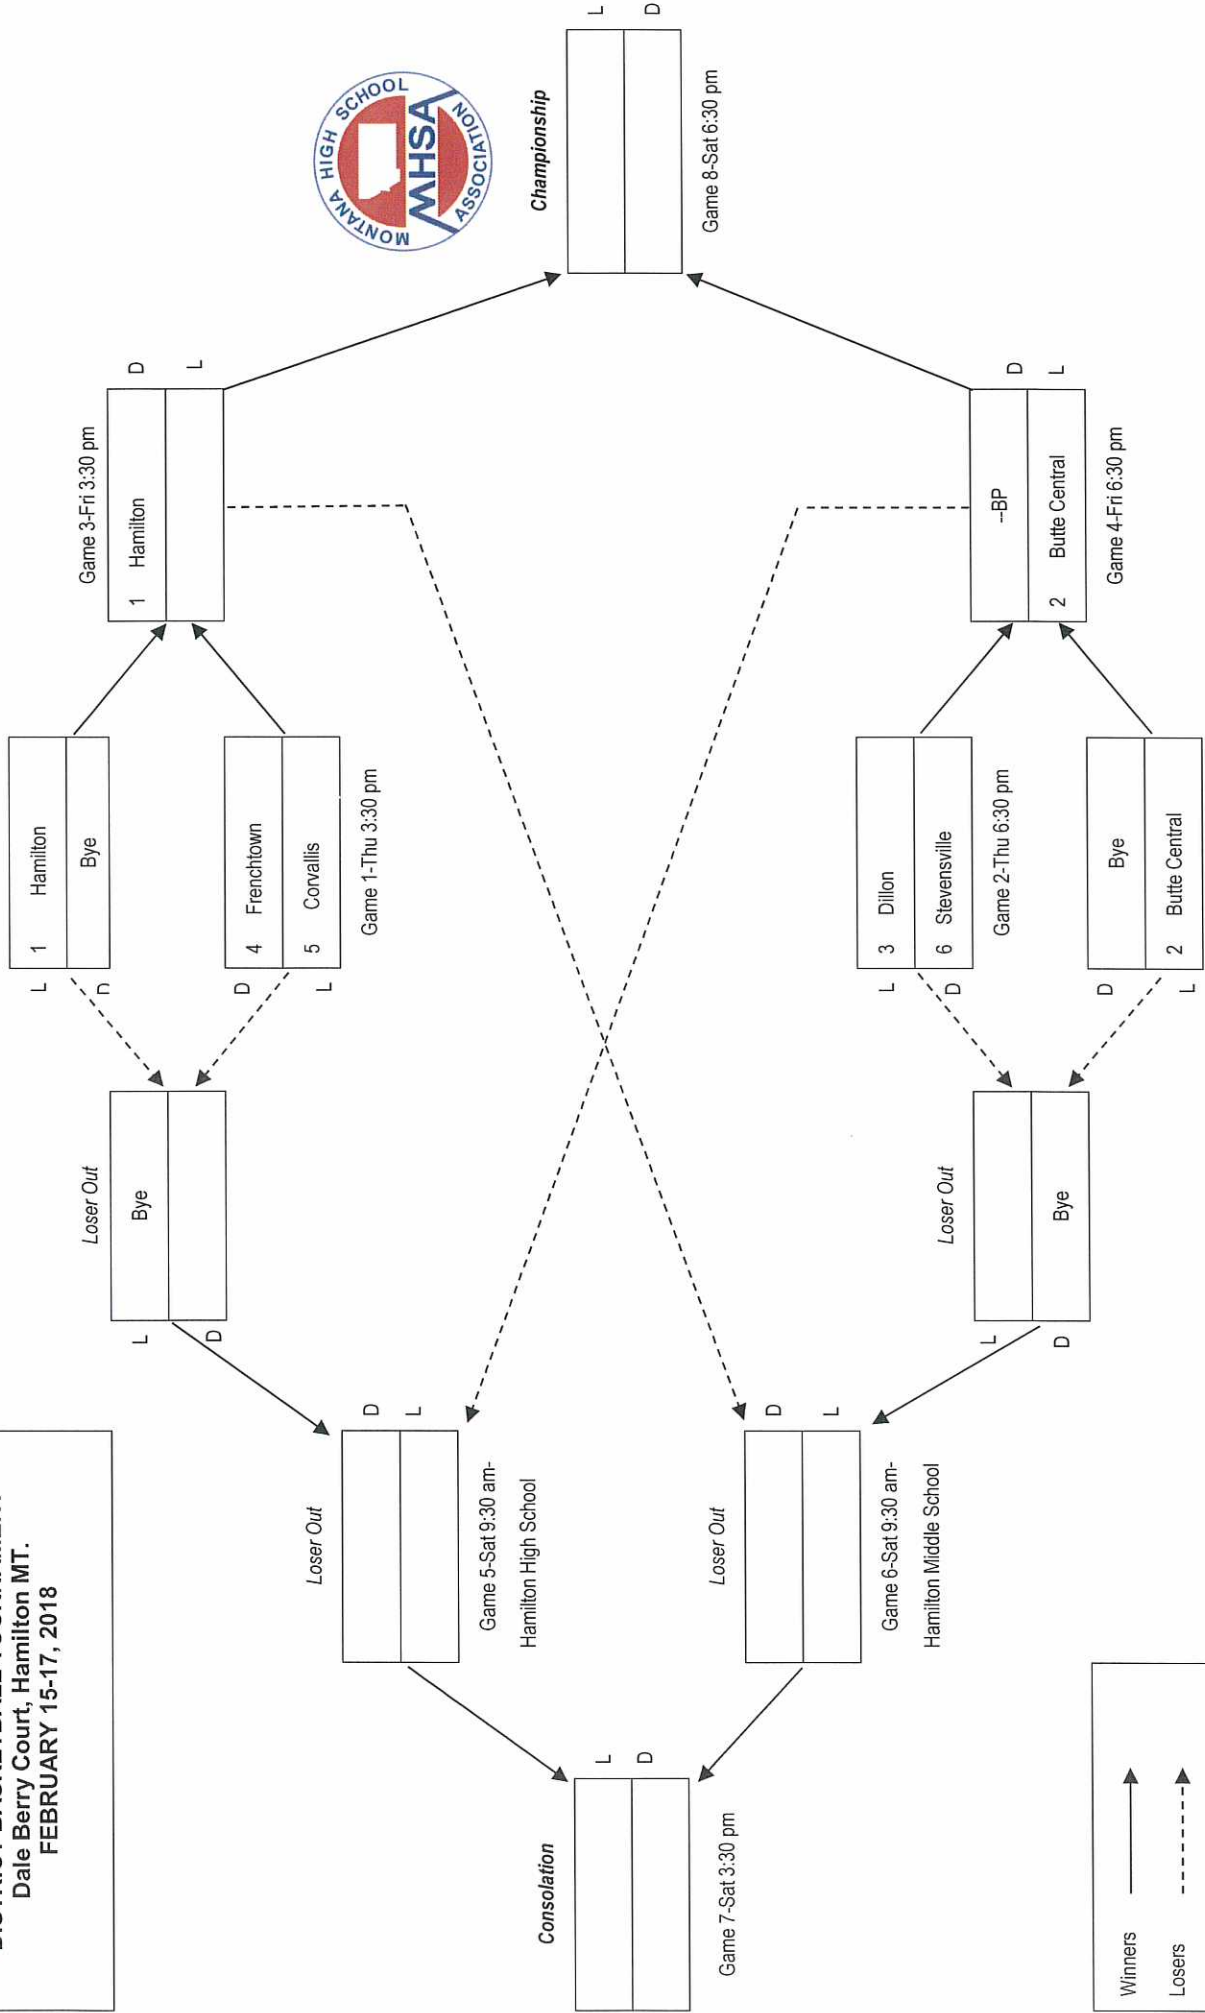 DISTRICT BASKETBALL TOURNAMENT
Dale Berry Court, Hamilton MT.
FEBRUARY 15-17, 2018
L 1 Hamilton
D Bye
Loser Out
Game 3-Fri 3:30 pm
L Bye
1 Hamilton D
D
L
D 4 Frenchtown
L 5 Corvallis
Game 1-Thu 3:30 pm
Loser Out
D
L
Game 5-Sat 9:30 am-
Hamilton High School
MONTANA HIGH SCHOOL
MHSA
ASSOCIATION
Consolation
Championship
L
D
L
D
Game 7-Sat 3:30 pm
Game 8-Sat 6:30 pm
Loser Out
D
L
Game 6-Sat 9:30 am-
Hamilton Middle School
L 3 Dillon
D 6 Stevensville
Game 2-Thu 6:30 pm
Loser Out
L
D Bye
--BP D
2 Butte Central L
Game 4-Fri 6:30 pm
D Bye
L 2 Butte Central
Winners
Losers